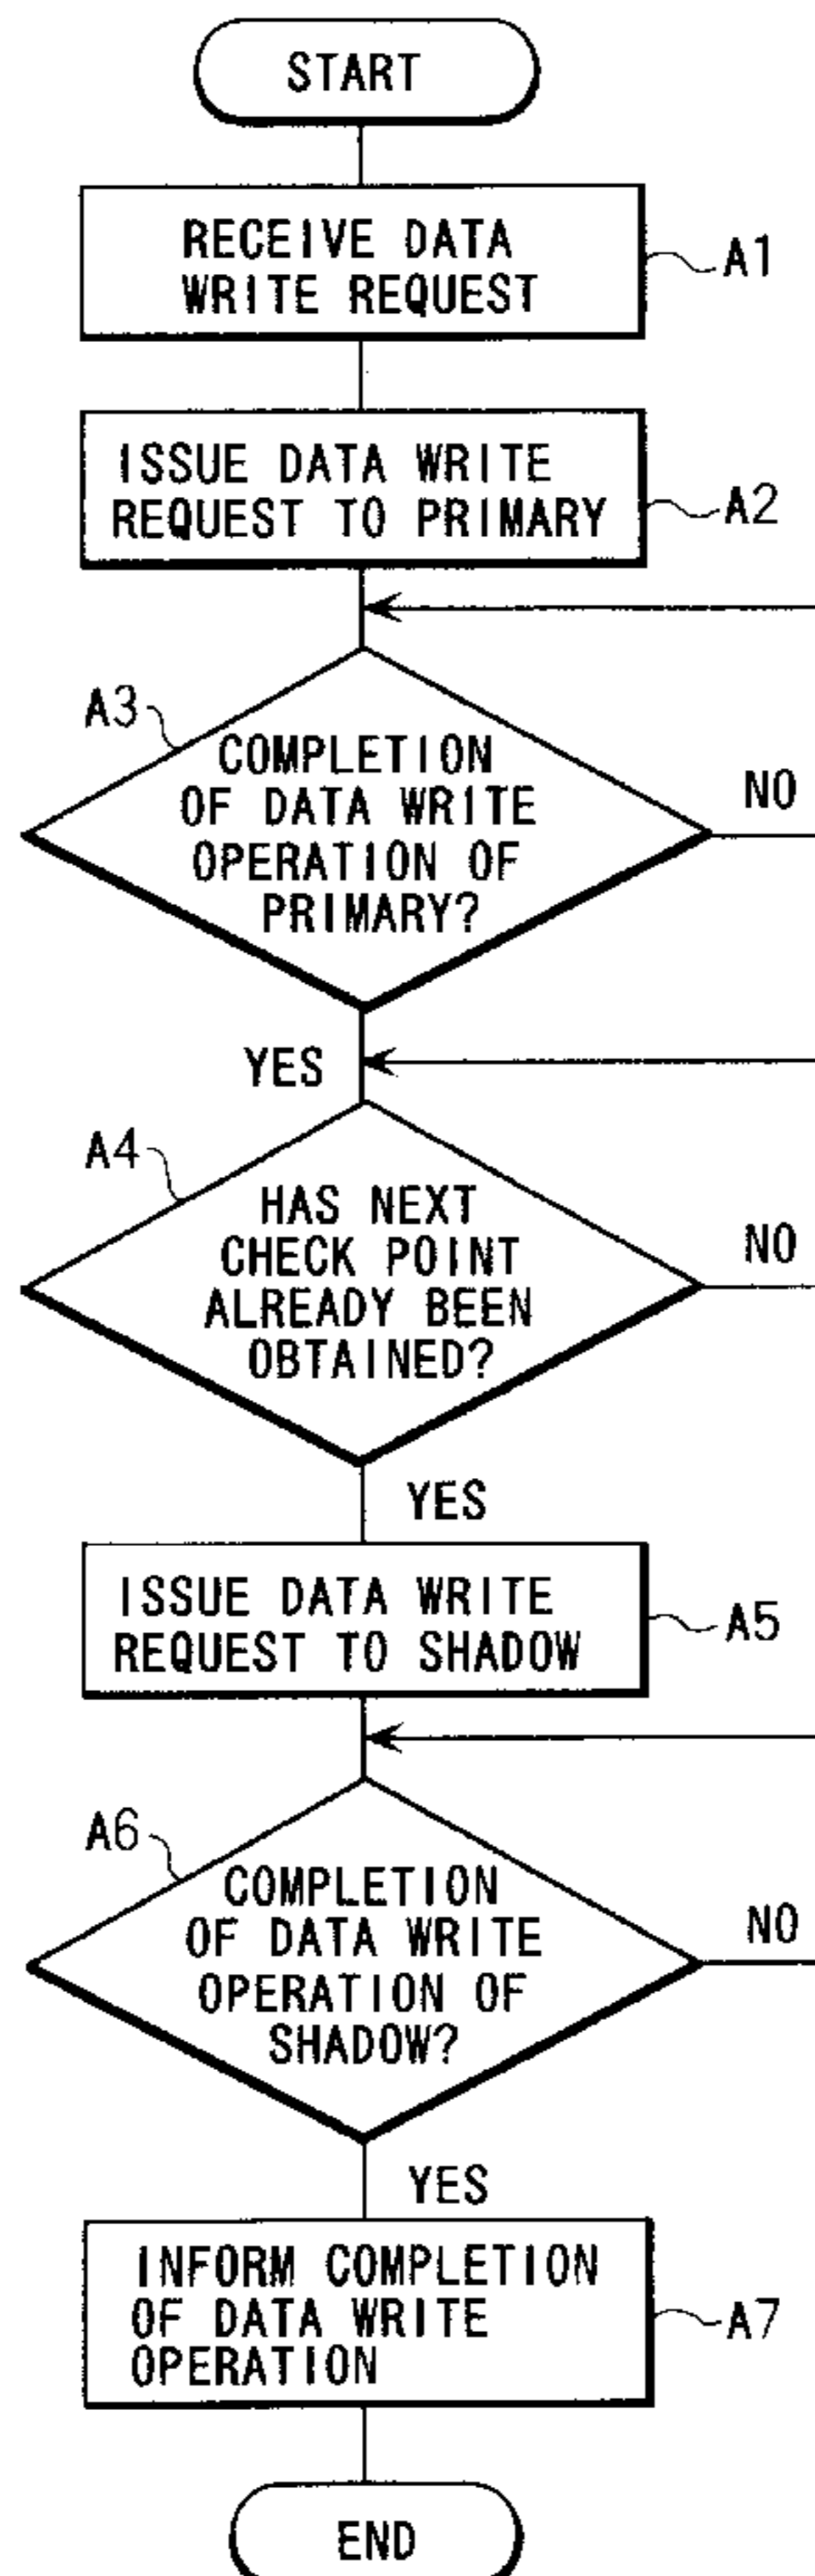 START
RECEIVE DATA
WRITE REQUEST
A1
ISSUE DATA WRITE
REQUEST TO PRIMARY
A2
A3
COMPLETION
OF DATA WRITE
OPERATION OF
PRIMARY?
NO
YES
A4
HAS NEXT
CHECK POINT
ALREADY BEEN
OBTAINED?
NO
YES
ISSUE DATA WRITE
REQUEST TO SHADOW
A5
A6
COMPLETION
OF DATA WRITE
OPERATION OF
SHADOW?
NO
YES
INFORM COMPLETION
OF DATA WRITE
OPERATION
A7
END